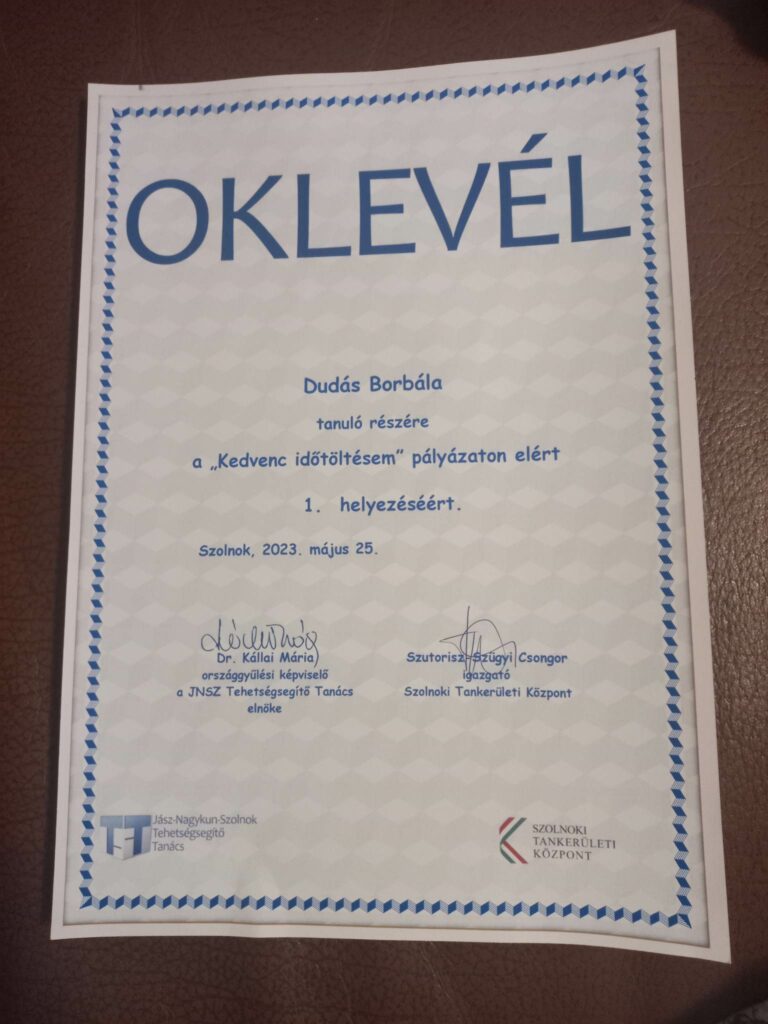 OKLEVÉL
Dudás Borbála
tanuló részére
a „Kedvenc időtöltésem” pályázaton elért
1. helyezéséért.
Szolnok, 2023. május 25.
Dr. Kállai Mária
országgyűlési képviselő
a JNSZ Tehetségsegítő Tanács
elnöke
Szutorisz-Szügyi Csongor
igazgató
Szolnoki Tankerületi Központ
Jász-Nagykun-Szolnok
Tehetségsegítő
Tanács
SZOLNOKI
TANKERÜLETI
KÖZPONT